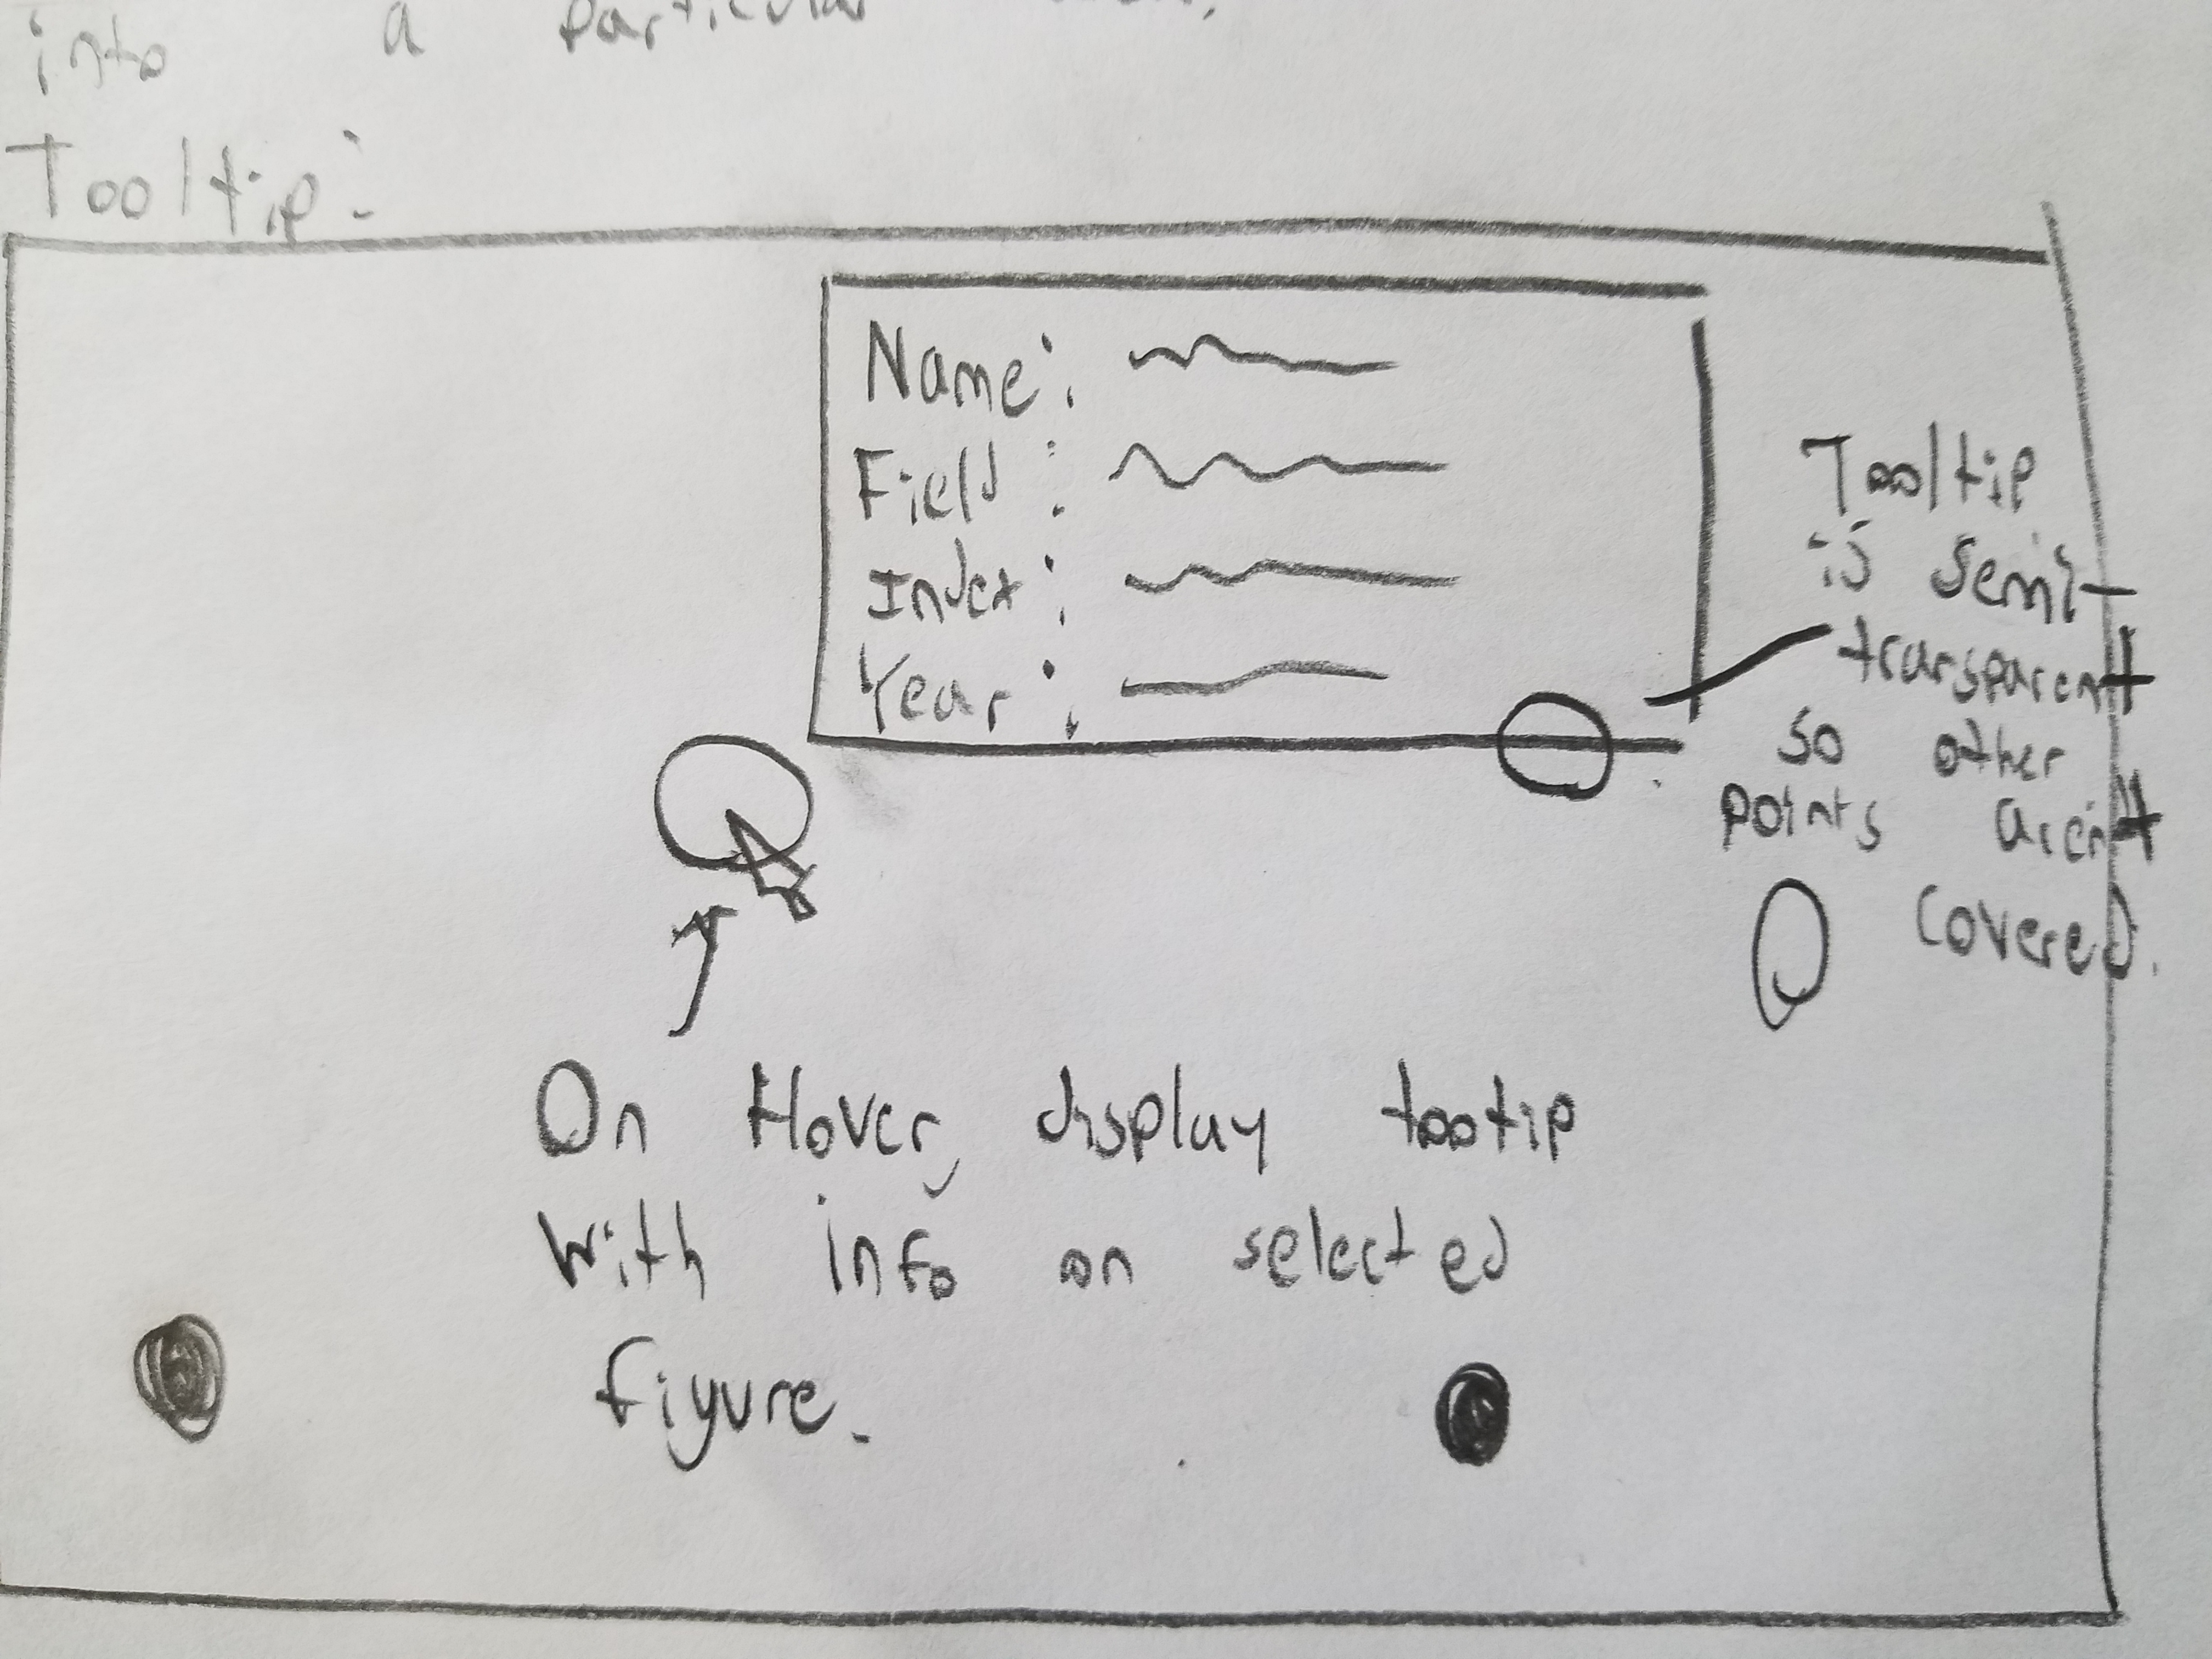 into a particular
Tooltip:
Name:
Field:
Index:
Year:
Tooltip
is semi-
transparent
so other
points aren't
covered.
On Hover, display tootip
With info on selected
figure.